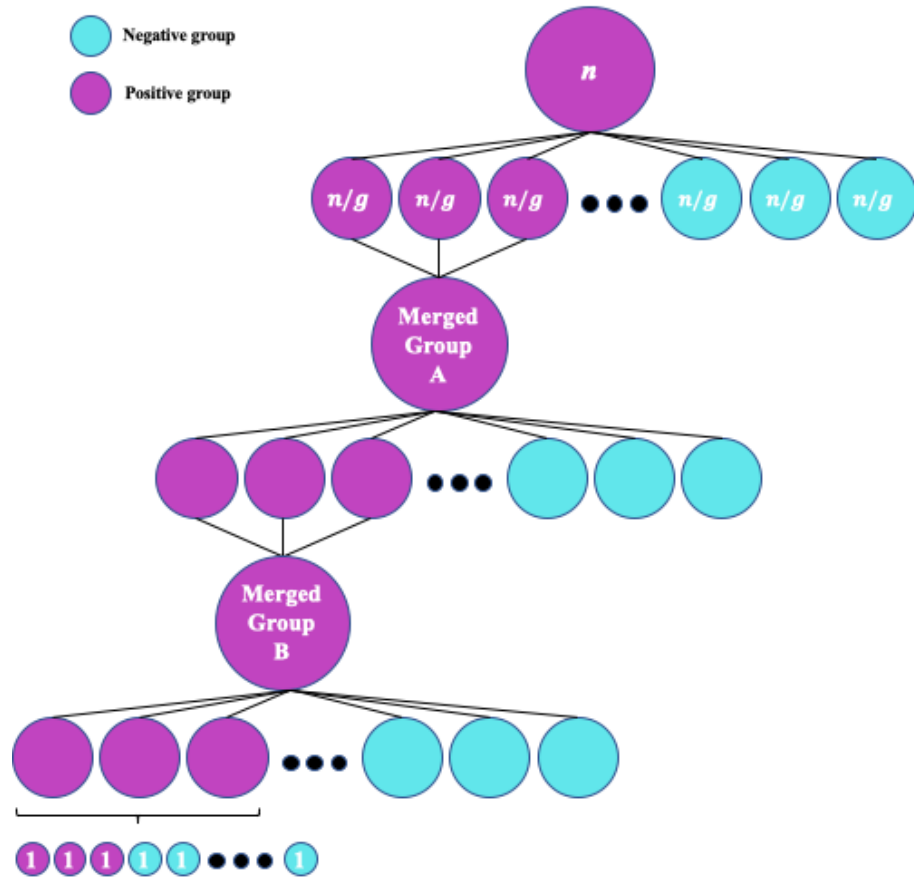 Negative group
Positive group
n
n/g n/g n/g n/g n/g n/g
Merged
Group
A
Merged
Group
B
1 1 1 1 1 1